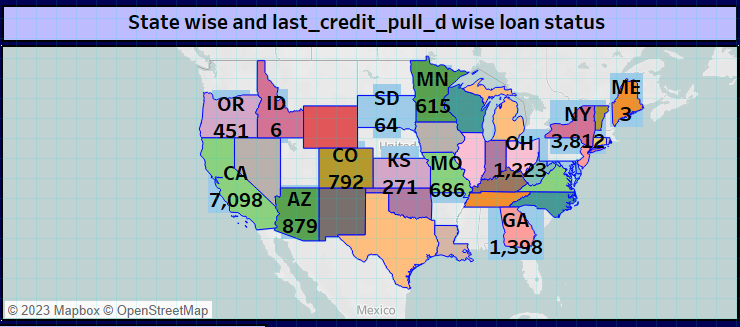 State wise and last_credit_pull_d wise loan status
MN
615
ME
3
OR
451
ID
6
SD
64
NY
3,812
CO
792
KS
271
MO
686
OH
1,223
CA
7,098
AZ
879
GA
1,398
© 2023 Mapbox © OpenStreetMap
Mexico